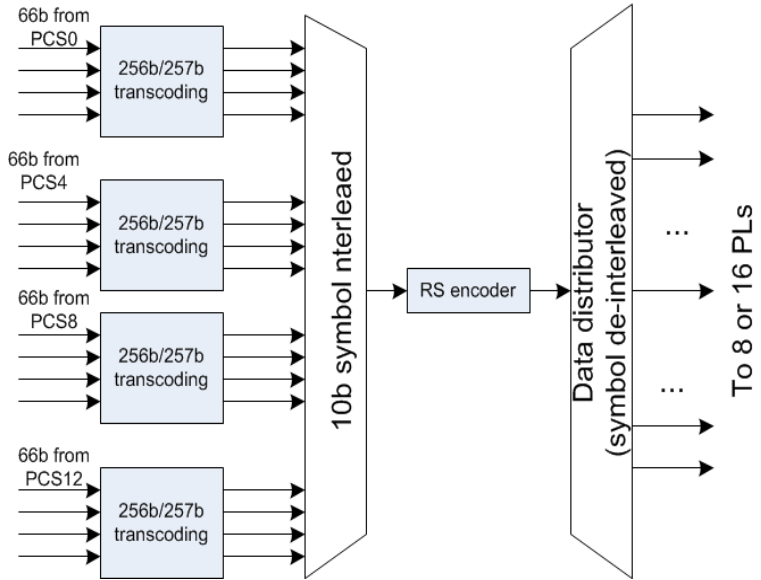 66b from
PCS0
256b/257b
transcoding
66b from
PCS4
256b/257b
transcoding
66b from
PCS8
256b/257b
transcoding
66b from
PCS12
256b/257b
transcoding
10b symbol nterleaed
RS encoder
Data distributor
(symbol de-interleaved)
...
...
To 8 or 16 PLs